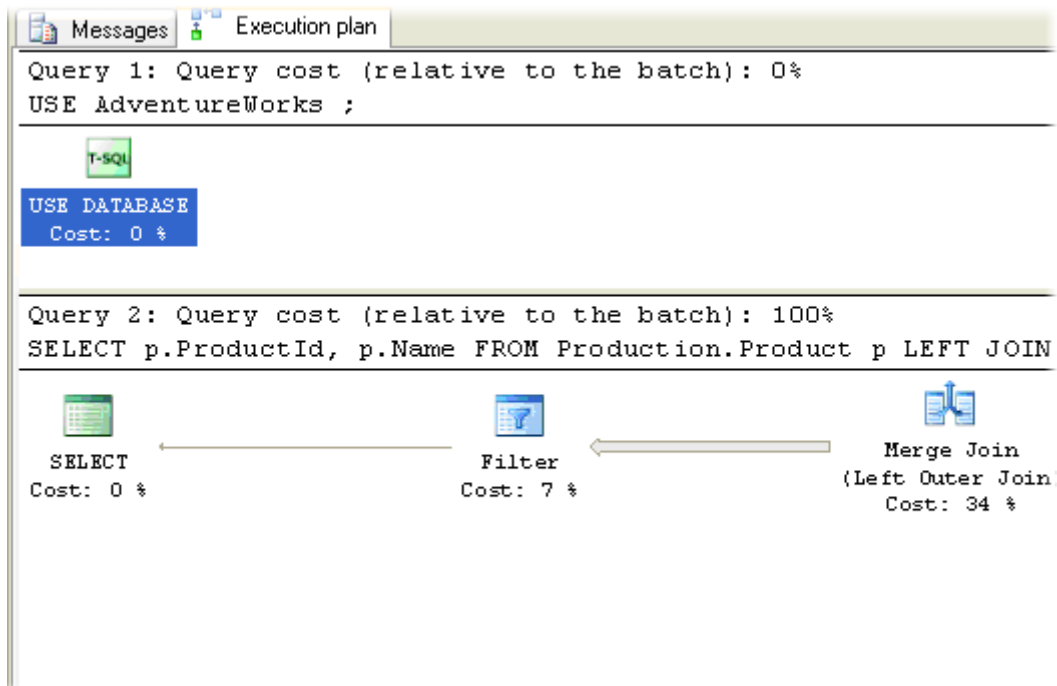 Messages
Execution plan
Query 1: Query cost (relative to the batch): 0%
USE AdventureWorks ;
T-SQL
USE DATABASE
Cost: 0 %
Query 2: Query cost (relative to the batch): 100%
SELECT p.ProductId, p.Name FROM Production.Product p LEFT JOIN
SELECT
Cost: 0 %
Filter
Cost: 7 %
Merge Join
(Left Outer Join)
Cost: 34 %